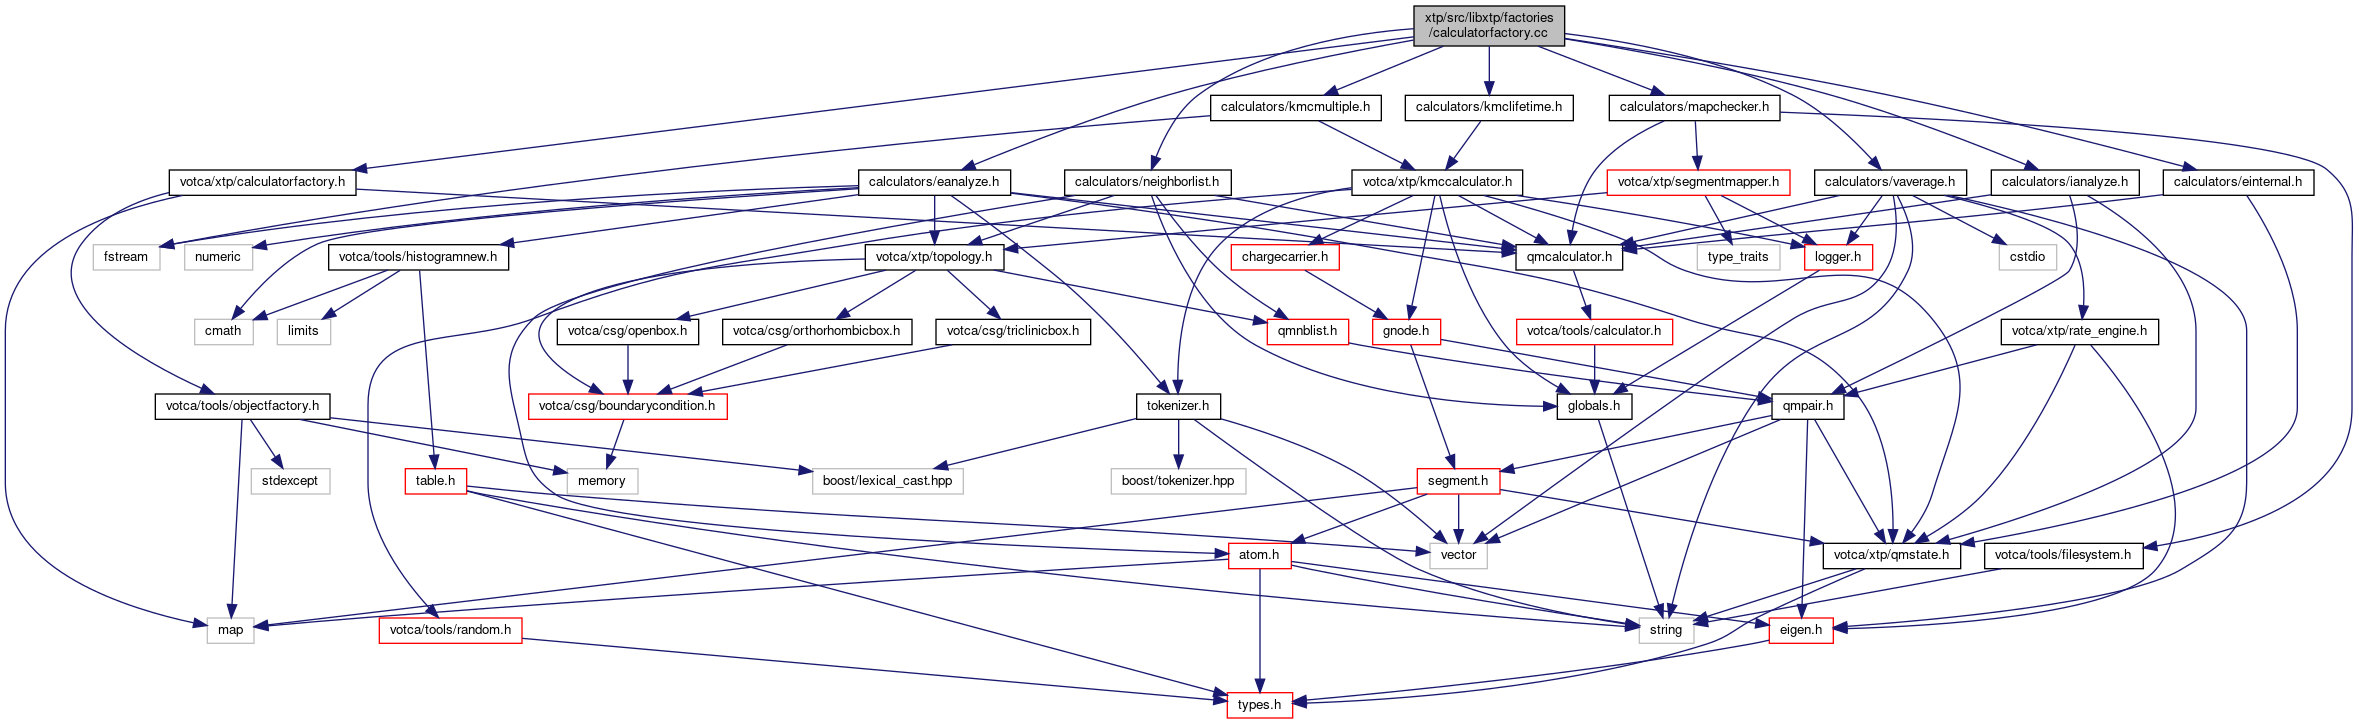 xtp/src/libxtp/factories
/calculatorfactory.cc
calculators/kmcmultiple.h
calculators/kmclifetime.h
calculators/mapchecker.h
votca/xtp/calculatorfactory.h
calculators/eanalyze.h
calculators/neighborlist.h
votca/xtp/kmccalculator.h
votca/xtp/segmentmapper.h
calculators/vaverage.h
calculators/ianalyze.h
calculators/einternal.h
fstream
numeric
votca/tools/histogramnew.h
votca/xtp/topology.h
chargecarrier.h
qmcalculator.h
type_traits
logger.h
cstdio
cmath
limits
votca/csg/openbox.h
votca/csg/orthorhombicbox.h
votca/csg/triclinicbox.h
qmnblist.h
gnode.h
votca/tools/calculator.h
votca/xtp/rate_engine.h
votca/tools/objectfactory.h
votca/csg/boundarycondition.h
tokenizer.h
globals.h
qmpair.h
stdexcept
table.h
memory
boost/lexical_cast.hpp
boost/tokenizer.hpp
segment.h
atom.h
vector
votca/xtp/qmstate.h
votca/tools/filesystem.h
map
votca/tools/random.h
string
eigen.h
types.h